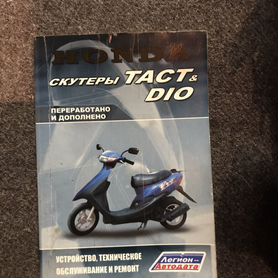 HONDA
СКУТЕРЫ TACT &
DIO
ПЕРЕРАБОТАНО
И ДОПОЛНЕНО
УСТРОЙСТВО, ТЕХНИЧЕСКОЕ
ОБСЛУЖИВАНИЕ И РЕМОНТ
Легион-
Автодата